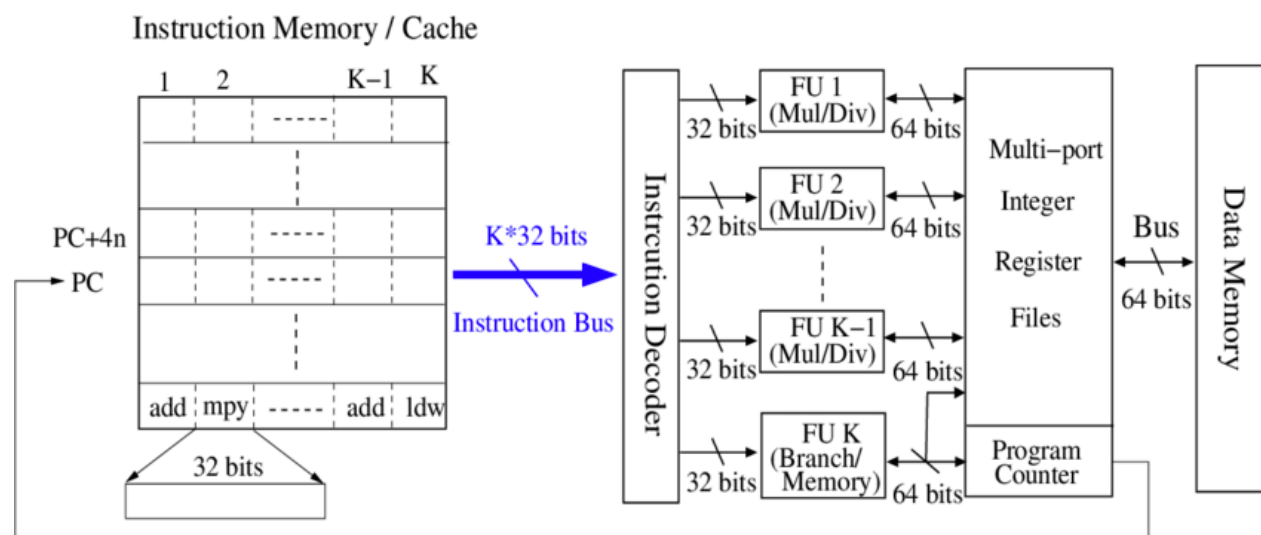 Instruction Memory / Cache
1 2 K−1 K
PC+4n
PC
add mpy add ldw
32 bits
K*32 bits
Instruction Bus
Instrcution Decoder
32 bits
32 bits
32 bits
32 bits
FU 1
(Mul/Div)
FU 2
(Mul/Div)
FU K−1
(Mul/Div)
FU K
(Branch/
Memory)
64 bits
64 bits
64 bits
64 bits
Multi−port
Integer
Register
Files
Program
Counter
Bus
64 bits
Data Memory